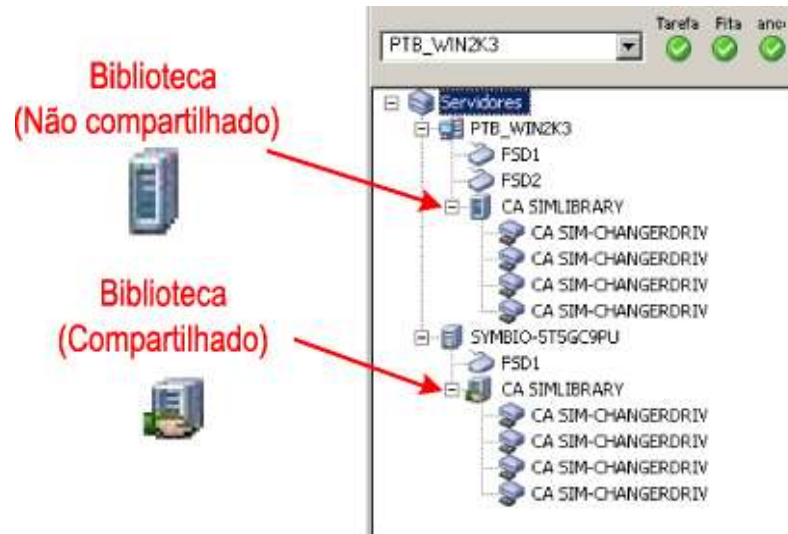 Biblioteca
(Não compartilhado)
Biblioteca
(Compartilhado)
Tarefa Fita
PTB_WIN2K3
Servidores
PTB_WIN2K3
FSD1
FSD2
CA SIMLIBRARY
CA SIM-CHANGERDRIV
CA SIM-CHANGERDRIV
CA SIM-CHANGERDRIV
CA SIM-CHANGERDRIV
SYMBIO-5T5GC9PU
FSD1
CA SIMLIBRARY
CA SIM-CHANGERDRIV
CA SIM-CHANGERDRIV
CA SIM-CHANGERDRIV
CA SIM-CHANGERDRIV